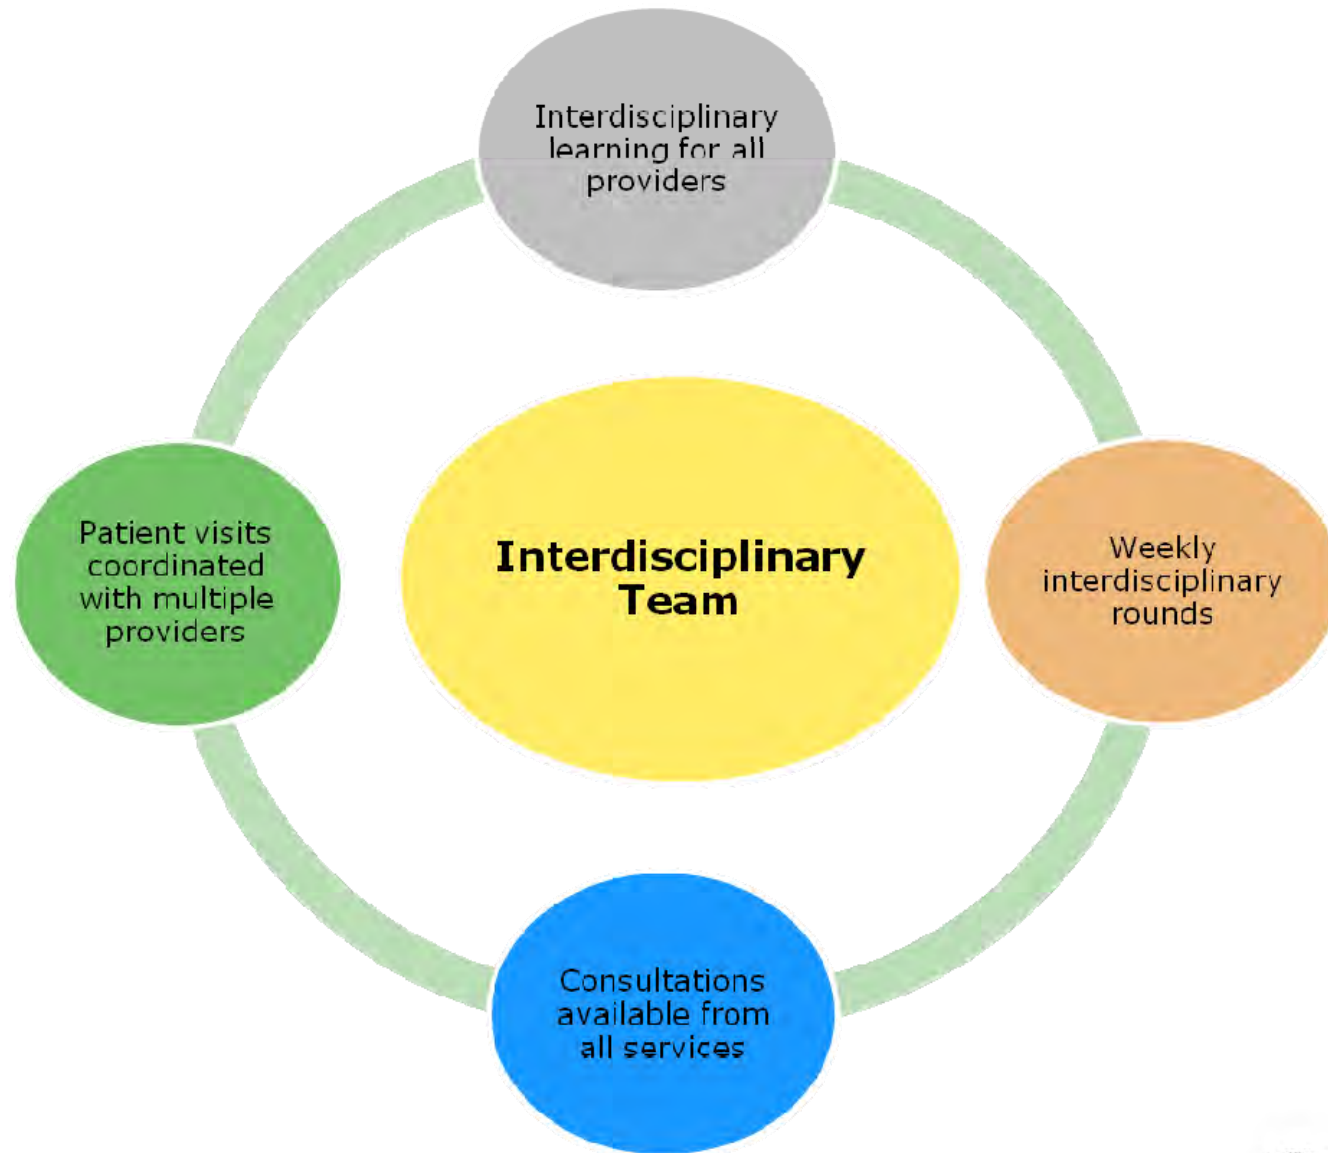 Interdisciplinary
learning for all
providers
Patient visits
coordinated
with multiple
providers
Interdisciplinary
Team
Weekly
interdisciplinary
rounds
Consultations
available from
all services